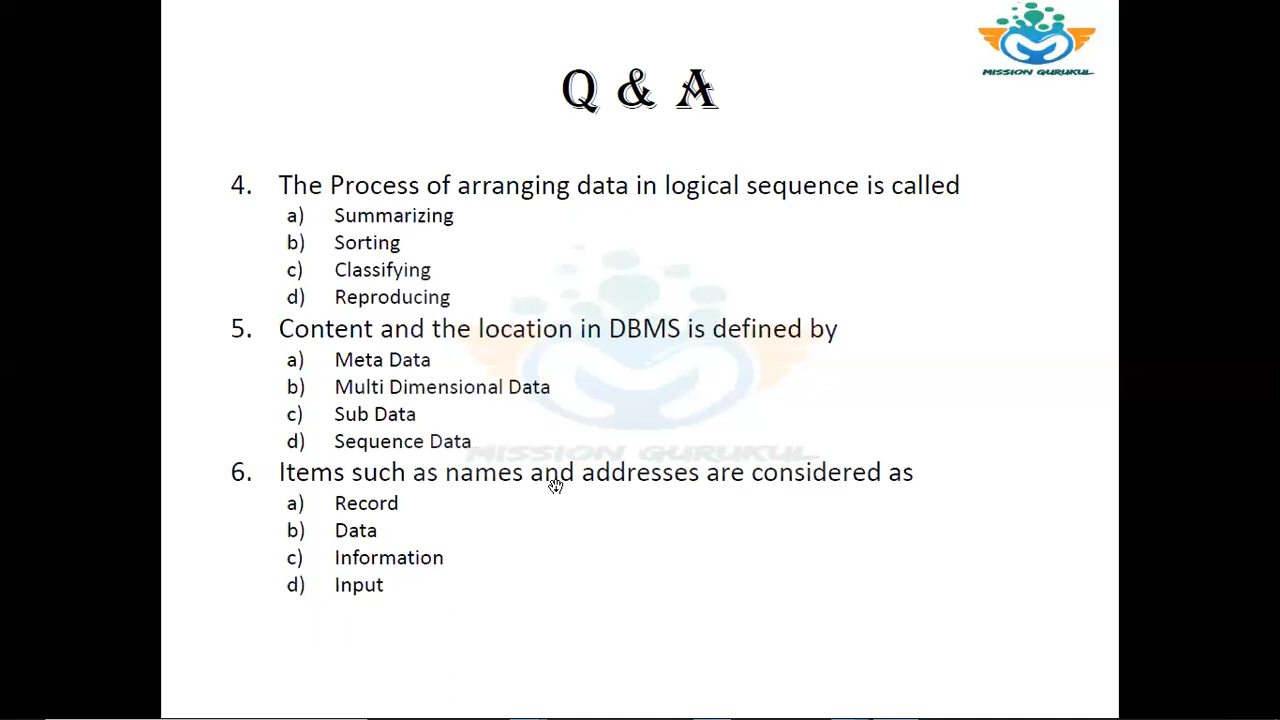 MISSION GURUKUL
Q & A
4. The Process of arranging data in logical sequence is called
a) Summarizing
b) Sorting
c) Classifying
d) Reproducing
5. Content and the location in DBMS is defined by
a) Meta Data
b) Multi Dimensional Data
c) Sub Data
d) Sequence Data
MISSION GURUKUL
6. Items such as names and addresses are considered as
a) Record
b) Data
c) Information
d) Input